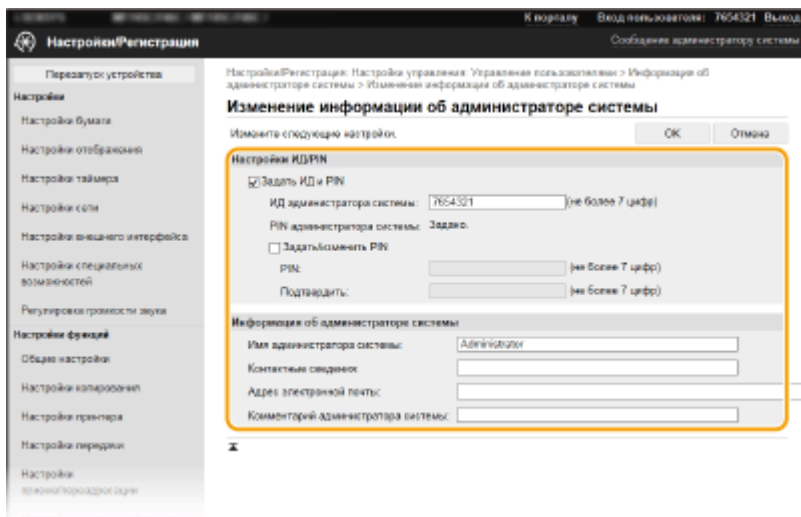 К порталу Вход пользователя: 7654321 Выход
Настройки/Регистрация
Сообщение администратору системы
Перезапуск устройства
Настройки
Настройки бумаги
Настройки отображения
Настройки таймера
Настройки сети
Настройки внешнего интерфейса
Настройки специальных
возможностей
Регулировка громкости звука
Настройки функций
Общие настройки
Настройки копирования
Настройки принтера
Настройки передачи
Настройки
приема/переадресации
Настройки/Регистрация: Настройки управления: Управление пользователями > Информация об
администраторе системы > Изменение информации об администраторе системы
Изменение информации об администраторе системы
Измените следующие настройки.
OK Отмена
Настройки ИД/PIN
Задать ИД и PIN
ИД администратора системы: 7654321 (не более 7 цифр)
PIN администратора системы: Задано.
Задать/изменить PIN
PIN: (не более 7 цифр)
Подтвердить: (не более 7 цифр)
Информация об администраторе системы
Имя администратора системы: Administrator
Контактные сведения:
Адрес электронной почты:
Комментарий администратора системы: